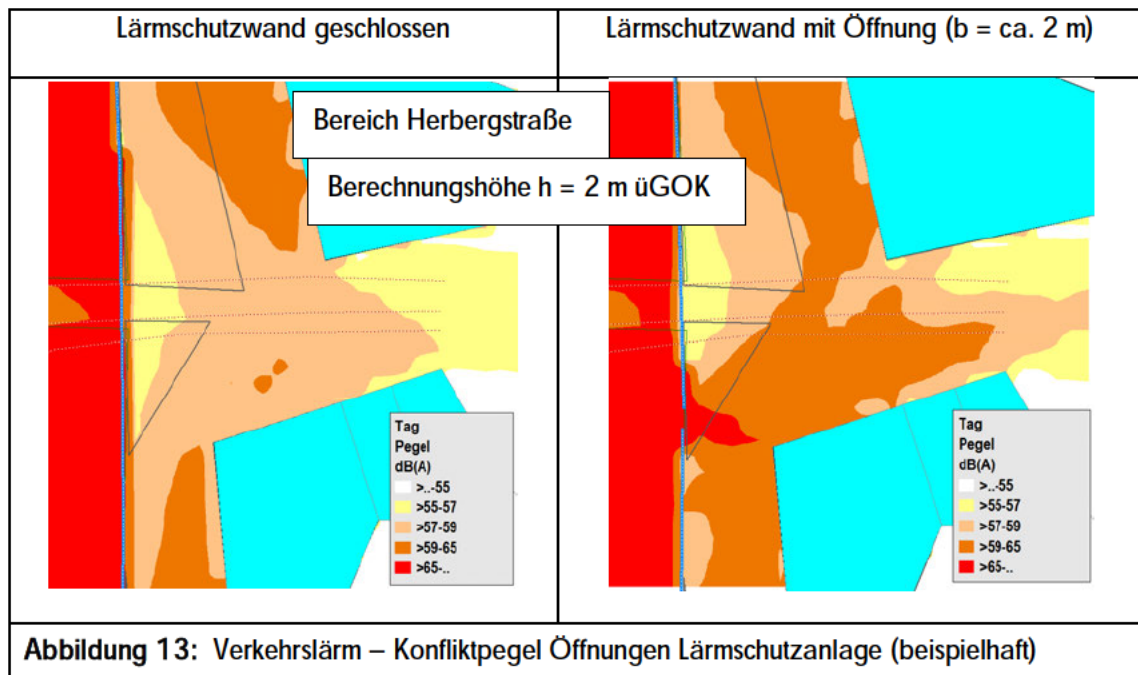 Lärmschutzwand geschlossen
Lärmschutzwand mit Öffnung (b = ca. 2 m)
Bereich Herbergstraße
Berechnungshöhe h = 2 m üGOK
Tag
Pegel
dB(A)
>..-55
>55-57
>57-59
>59-65
>65-..
Tag
Pegel
dB(A)
>..-55
>55-57
>57-59
>59-65
>65-..
Abbildung 13: Verkehrslärm – Konfliktpegel Öffnungen Lärmschutzanlage (beispielhaft)